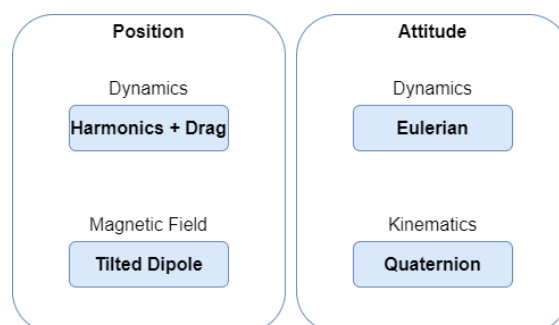 Position
Dynamics
Harmonics + Drag
Magnetic Field
Tilted Dipole
Attitude
Dynamics
Eulerian
Kinematics
Quaternion